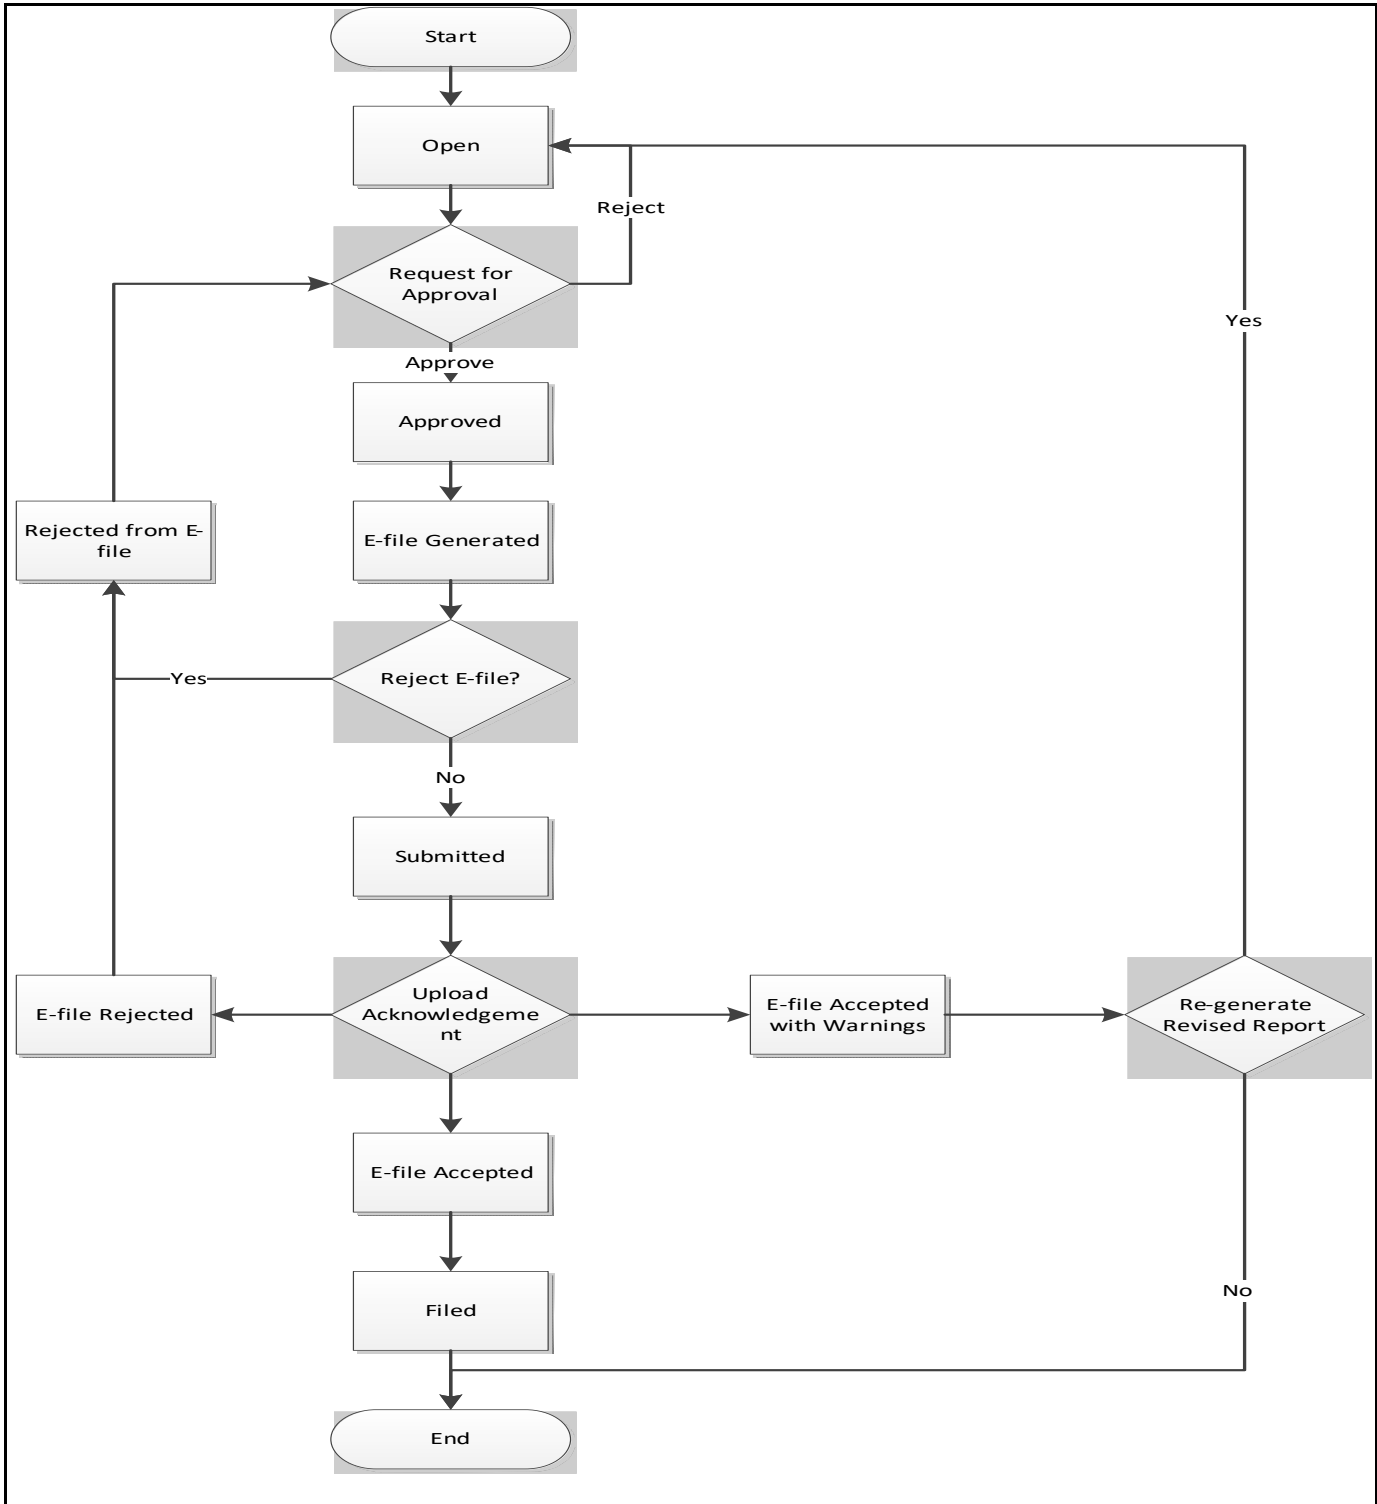 Start
Open
Reject
Request for
Approval
Yes
Approve
Approved
Rejected from E-
file
E-file Generated
Yes
Reject E-file?
No
Submitted
E-file Rejected
Upload
Acknowledgeme
nt
E-file Accepted
with Warnings
Re-generate
Revised Report
E-file Accepted
No
Filed
End